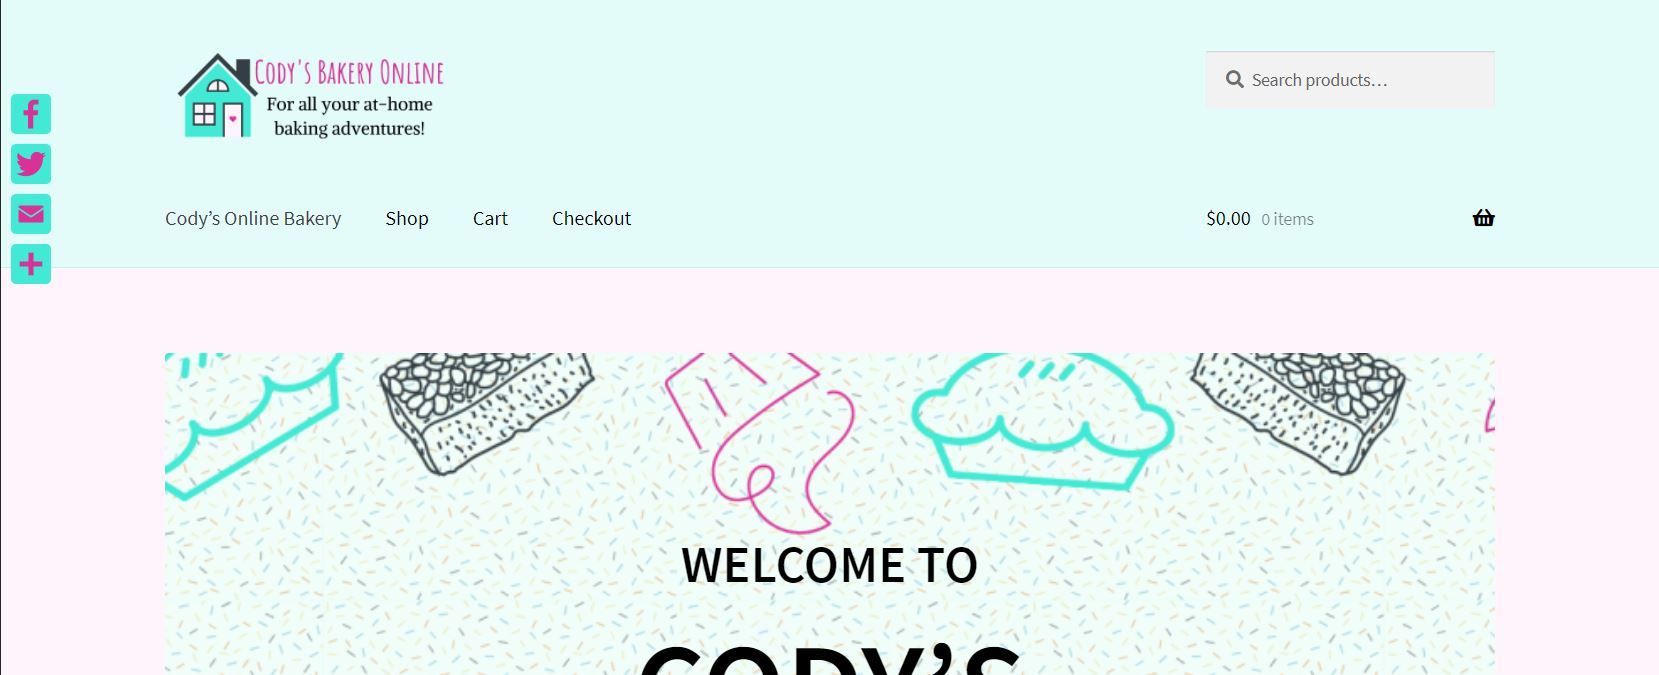 CODY'S BAKERY ONLINE
For all your at-home
baking adventures!
Search products…
Cody’s Online Bakery Shop Cart Checkout $0.00 0 items
WELCOME TO
CODY’S